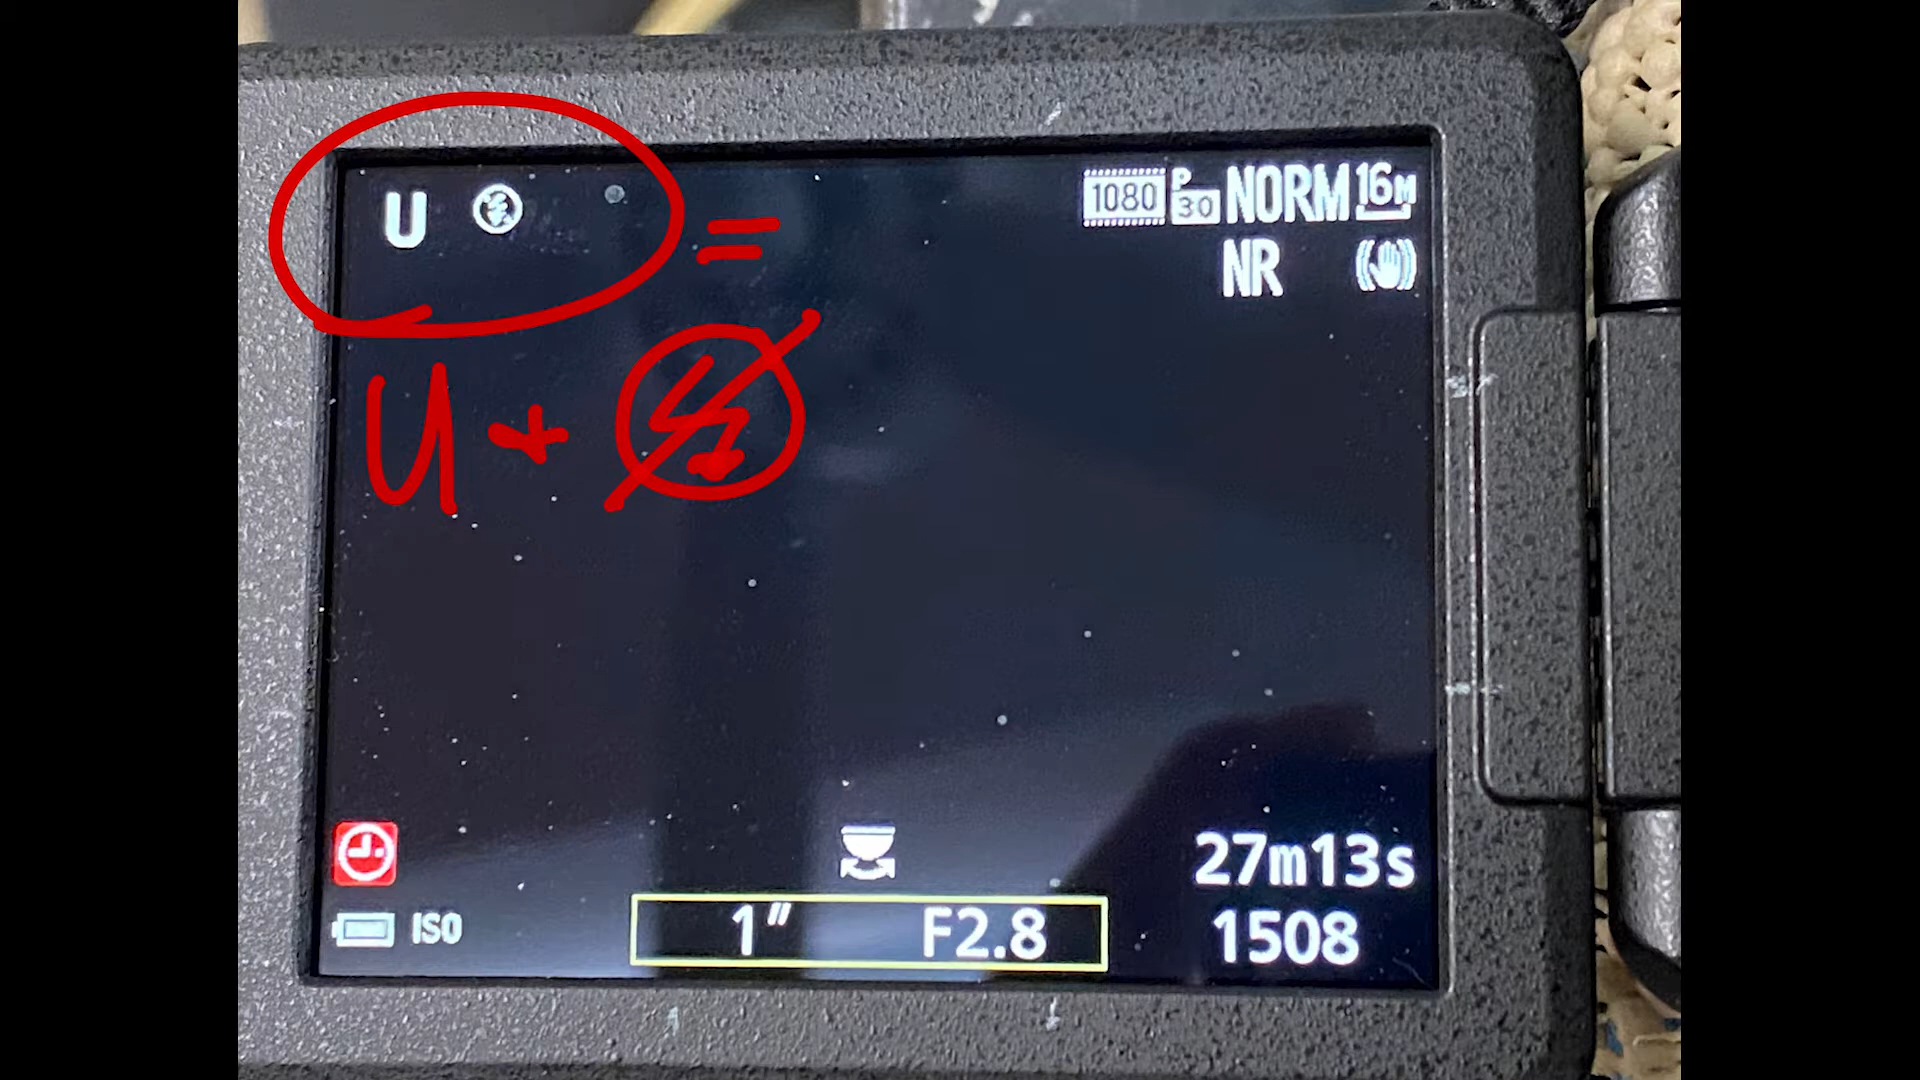 U 1080 P 30 NORM 16M
=
NR
U +
27m13s
ISO 1" F2.8 1508